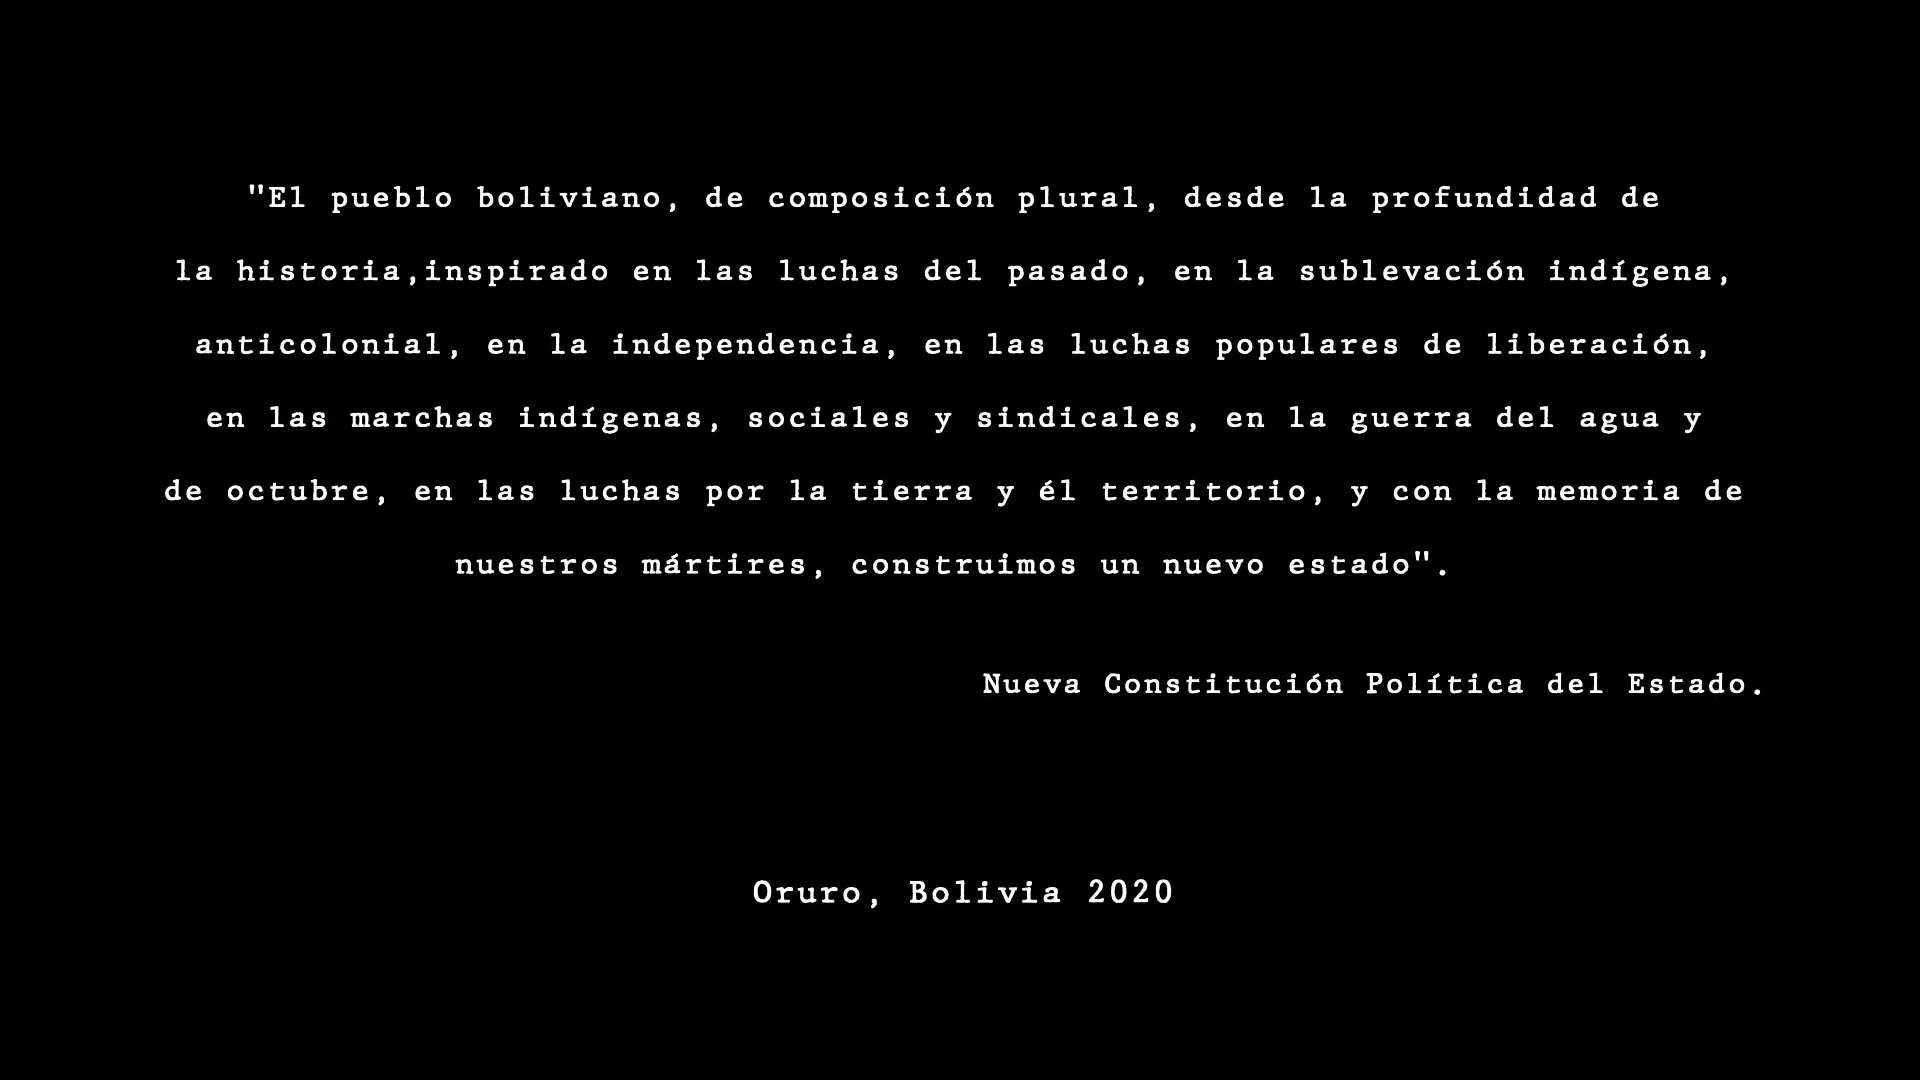 "El pueblo boliviano, de composición plural, desde la profundidad de
la historia,inspirado en las luchas del pasado, en la sublevación indígena,
anticolonial, en la independencia, en las luchas populares de liberación,
en las marchas indígenas, sociales y sindicales, en la guerra del agua y
de octubre, en las luchas por la tierra y él territorio, y con la memoria de
nuestros mártires, construimos un nuevo estado".
Nueva Constitución Política del Estado.
Oruro, Bolivia 2020